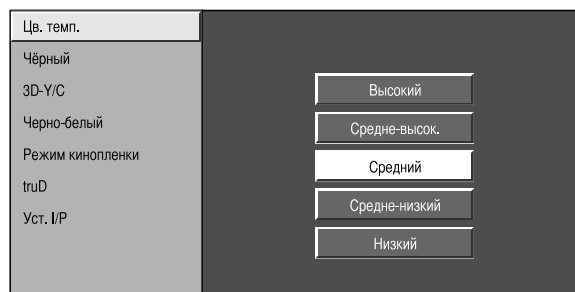 Цв. темп.
Чёрный
3D-Y/C
Черно-белый
Режим кинопленки
truD
Уст. I/P
Высокий
Средне-высок.
Средний
Средне-низкий
Низкий